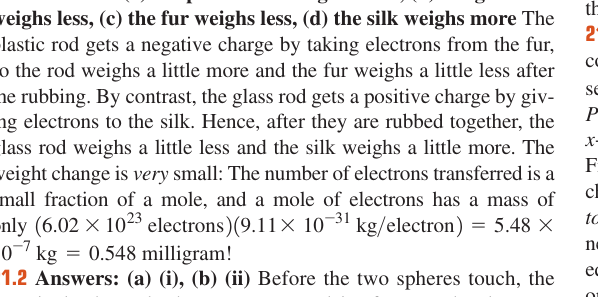 weighs less, (c) the fur weighs less, (d) the silk weighs more The
plastic rod gets a negative charge by taking electrons from the fur,
so the rod weighs a little more and the fur weighs a little less after
the rubbing. By contrast, the glass rod gets a positive charge by giv-
ing electrons to the silk. Hence, after they are rubbed together, the
glass rod weighs a little less and the silk weighs a little more. The
weight change is very small: The number of electrons transferred is a
small fraction of a mole, and a mole of electrons has a mass of
only (6.02 × 10²³ electrons)(9.11 × 10⁻³¹ kg/electron) = 5.48 ×
0⁻⁷ kg = 0.548 milligram!
1.2 Answers: (a) (i), (b) (ii) Before the two spheres touch, the